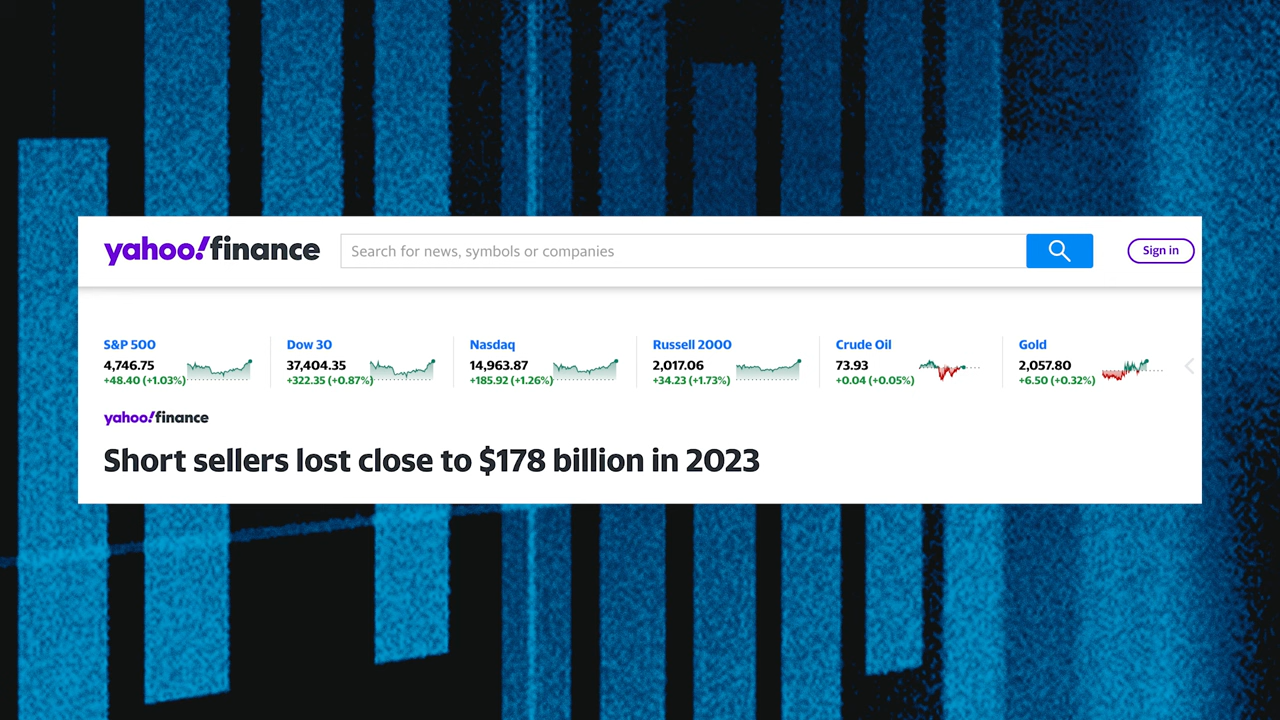 yahoo!finance
Search for news, symbols or companies
Sign in
S&P 500
4,746.75
+48.40 (+1.03%)
Dow 30
37,404.35
+322.35 (+0.87%)
Nasdaq
14,963.87
+185.92 (+1.26%)
Russell 2000
2,017.06
+34.23 (+1.73%)
Crude Oil
73.93
+0.04 (+0.05%)
Gold
2,057.80
+6.50 (+0.32%)
yahoo!finance
Short sellers lost close to $178 billion in 2023